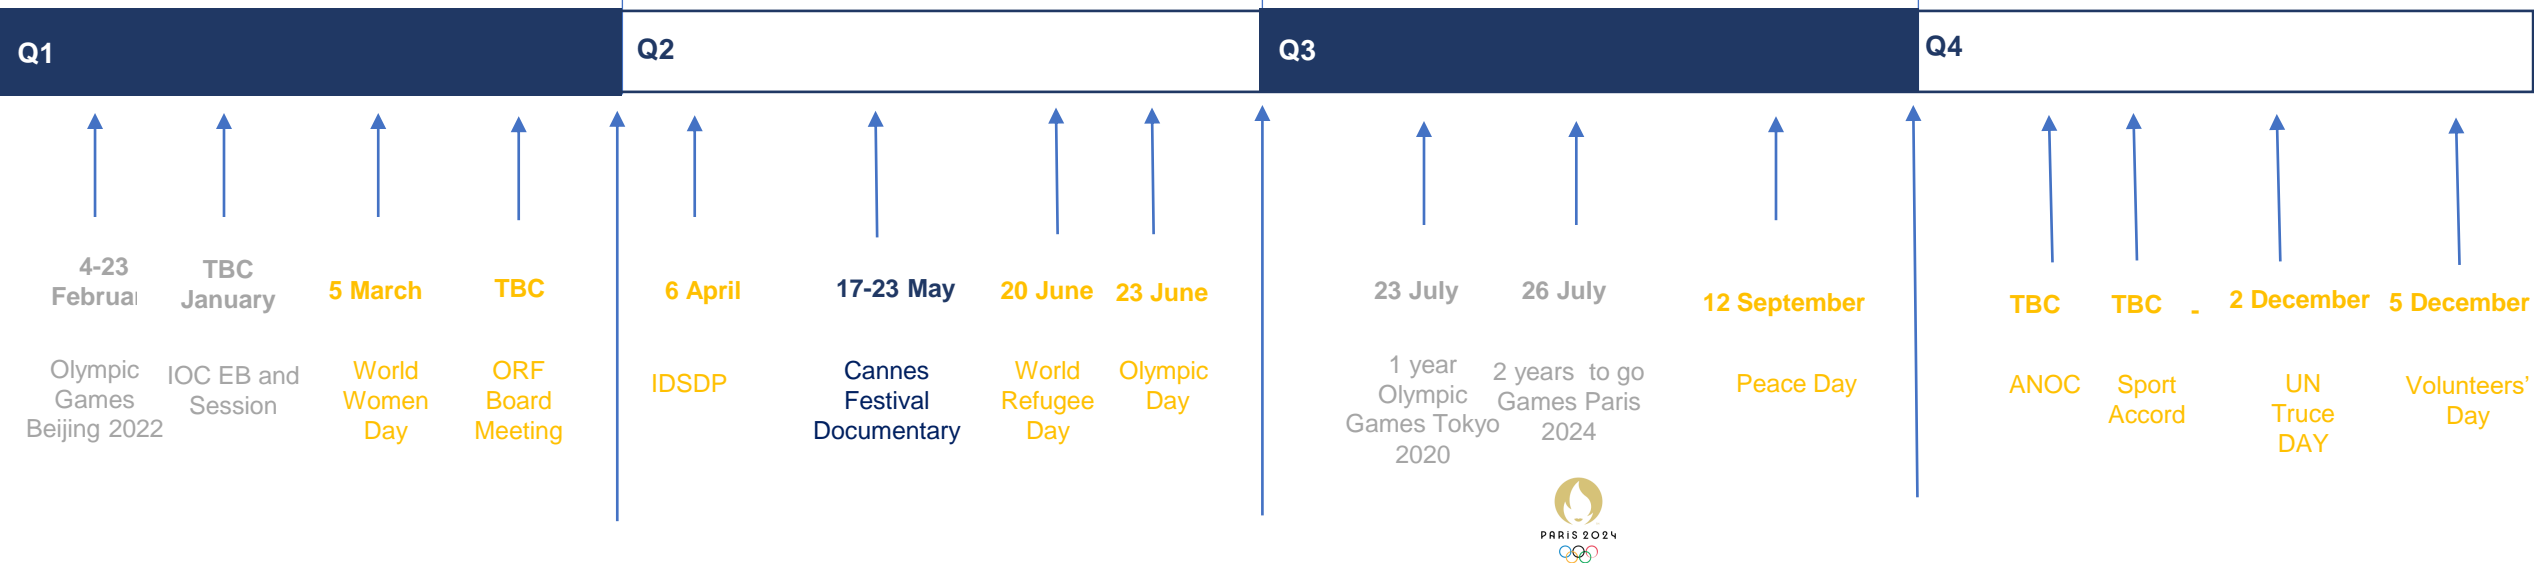 Q1
Q2
Q3
Q4
4-23
Februar
TBC
January
5 March
TBC
6 April
17-23 May
20 June
23 June
23 July
26 July
12 September
TBC
TBC -
2 December
5 December
Olympic
Games
Beijing 2022
IOC EB and
Session
World
Women
Day
ORF
Board
Meeting
IDSDP
Cannes
Festival
Documentary
World
Refugee
Day
Olympic
Day
1 year
Olympic
Games Tokyo
2020
2 years to go
Games Paris
2024
Peace Day
ANOC
Sport
Accord
UN
Truce
DAY
Volunteers’
Day
PARIS 2024